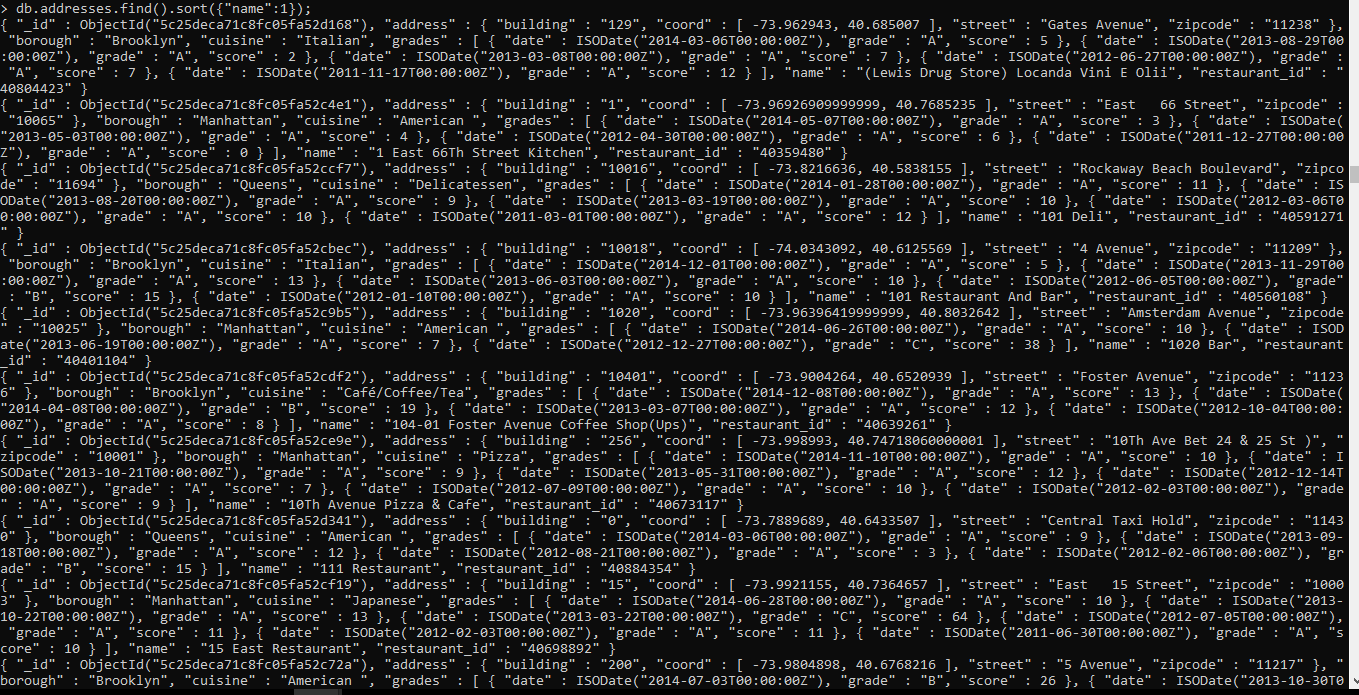 > db.addresses.find().sort({"name":1});
{ "_id" : ObjectId("5c25deca71c8fc05fa52d168"), "address" : { "building" : "129", "coord" : [ -73.962943, 40.685007 ], "street" : "Gates Avenue", "zipcode" : "11238" },
"borough" : "Brooklyn", "cuisine" : "Italian", "grades" : [ { "date" : ISODate("2014-03-06T00:00:00Z"), "grade" : "A", "score" : 5 }, { "date" : ISODate("2013-08-29T00
:00:00Z"), "grade" : "A", "score" : 2 }, { "date" : ISODate("2013-03-08T00:00:00Z"), "grade" : "A", "score" : 7 }, { "date" : ISODate("2012-06-27T00:00:00Z"), "grade" :
"A", "score" : 7 }, { "date" : ISODate("2011-11-17T00:00:00Z"), "grade" : "A", "score" : 12 } ], "name" : "(Lewis Drug Store) Locanda Vini E Olii", "restaurant_id" : "
40804423" }
{ "_id" : ObjectId("5c25deca71c8fc05fa52c4e1"), "address" : { "building" : "1", "coord" : [ -73.96926909999999, 40.7685235 ], "street" : "East   66 Street", "zipcode" :
"10065" }, "borough" : "Manhattan", "cuisine" : "American ", "grades" : [ { "date" : ISODate("2014-05-07T00:00:00Z"), "grade" : "A", "score" : 3 }, { "date" : ISODate(
"2013-05-03T00:00:00Z"), "grade" : "A", "score" : 4 }, { "date" : ISODate("2012-04-30T00:00:00Z"), "grade" : "A", "score" : 6 }, { "date" : ISODate("2011-12-27T00:00:00
Z"), "grade" : "A", "score" : 0 } ], "name" : "1 East 66Th Street Kitchen", "restaurant_id" : "40359480" }
{ "_id" : ObjectId("5c25deca71c8fc05fa52ccf7"), "address" : { "building" : "10016", "coord" : [ -73.8216636, 40.5838155 ], "street" : "Rockaway Beach Boulevard", "zipco
de" : "11694" }, "borough" : "Queens", "cuisine" : "Delicatessen", "grades" : [ { "date" : ISODate("2014-01-28T00:00:00Z"), "grade" : "A", "score" : 11 }, { "date" : IS
ODate("2013-08-20T00:00:00Z"), "grade" : "A", "score" : 9 }, { "date" : ISODate("2013-03-19T00:00:00Z"), "grade" : "A", "score" : 10 }, { "date" : ISODate("2012-03-06T0
0:00:00Z"), "grade" : "A", "score" : 10 }, { "date" : ISODate("2011-03-01T00:00:00Z"), "grade" : "A", "score" : 12 } ], "name" : "101 Deli", "restaurant_id" : "40591271
" }
{ "_id" : ObjectId("5c25deca71c8fc05fa52cbec"), "address" : { "building" : "10018", "coord" : [ -74.0343092, 40.6125569 ], "street" : "4 Avenue", "zipcode" : "11209" },
"borough" : "Brooklyn", "cuisine" : "Italian", "grades" : [ { "date" : ISODate("2014-12-01T00:00:00Z"), "grade" : "A", "score" : 5 }, { "date" : ISODate("2013-11-29T00
:00:00Z"), "grade" : "A", "score" : 13 }, { "date" : ISODate("2013-06-03T00:00:00Z"), "grade" : "A", "score" : 10 }, { "date" : ISODate("2012-06-05T00:00:00Z"), "grade"
: "B", "score" : 15 }, { "date" : ISODate("2012-01-10T00:00:00Z"), "grade" : "A", "score" : 10 } ], "name" : "101 Restaurant And Bar", "restaurant_id" : "40560108" }
{ "_id" : ObjectId("5c25deca71c8fc05fa52c9b5"), "address" : { "building" : "1020", "coord" : [ -73.96396419999999, 40.8032642 ], "street" : "Amsterdam Avenue", "zipcode
" : "10025" }, "borough" : "Manhattan", "cuisine" : "American ", "grades" : [ { "date" : ISODate("2014-06-26T00:00:00Z"), "grade" : "A", "score" : 10 }, { "date" : ISOD
ate("2013-06-19T00:00:00Z"), "grade" : "A", "score" : 7 }, { "date" : ISODate("2012-12-27T00:00:00Z"), "grade" : "C", "score" : 38 } ], "name" : "1020 Bar", "restaurant
_id" : "40401104" }
{ "_id" : ObjectId("5c25deca71c8fc05fa52cdf2"), "address" : { "building" : "10401", "coord" : [ -73.9004264, 40.6520939 ], "street" : "Foster Avenue", "zipcode" : "1123
6" }, "borough" : "Brooklyn", "cuisine" : "Café/Coffee/Tea", "grades" : [ { "date" : ISODate("2014-12-08T00:00:00Z"), "grade" : "A", "score" : 13 }, { "date" : ISODate(
"2014-04-08T00:00:00Z"), "grade" : "B", "score" : 19 }, { "date" : ISODate("2013-03-07T00:00:00Z"), "grade" : "A", "score" : 12 }, { "date" : ISODate("2012-10-04T00:00:
00Z"), "grade" : "A", "score" : 8 } ], "name" : "104-01 Foster Avenue Coffee Shop(Ups)", "restaurant_id" : "40639261" }
{ "_id" : ObjectId("5c25deca71c8fc05fa52ce9e"), "address" : { "building" : "256", "coord" : [ -73.998993, 40.74718060000001 ], "street" : "10Th Ave Bet 24 & 25 St )", "
zipcode" : "10001" }, "borough" : "Manhattan", "cuisine" : "Pizza", "grades" : [ { "date" : ISODate("2014-11-10T00:00:00Z"), "grade" : "A", "score" : 10 }, { "date" : I
SODate("2013-10-21T00:00:00Z"), "grade" : "A", "score" : 9 }, { "date" : ISODate("2013-05-31T00:00:00Z"), "grade" : "A", "score" : 12 }, { "date" : ISODate("2012-12-14T
00:00:00Z"), "grade" : "A", "score" : 7 }, { "date" : ISODate("2012-07-09T00:00:00Z"), "grade" : "A", "score" : 10 }, { "date" : ISODate("2012-02-03T00:00:00Z"), "grade
" : "A", "score" : 9 } ], "name" : "10Th Avenue Pizza & Cafe", "restaurant_id" : "40673117" }
{ "_id" : ObjectId("5c25deca71c8fc05fa52d341"), "address" : { "building" : "0", "coord" : [ -73.7889689, 40.6433507 ], "street" : "Central Taxi Hold", "zipcode" : "1143
0" }, "borough" : "Queens", "cuisine" : "American ", "grades" : [ { "date" : ISODate("2014-03-06T00:00:00Z"), "grade" : "A", "score" : 9 }, { "date" : ISODate("2013-09-
18T00:00:00Z"), "grade" : "A", "score" : 12 }, { "date" : ISODate("2012-08-21T00:00:00Z"), "grade" : "A", "score" : 3 }, { "date" : ISODate("2012-02-06T00:00:00Z"), "gr
ade" : "B", "score" : 15 } ], "name" : "111 Restaurant", "restaurant_id" : "40884354" }
{ "_id" : ObjectId("5c25deca71c8fc05fa52cf19"), "address" : { "building" : "15", "coord" : [ -73.9921155, 40.7364657 ], "street" : "East   15 Street", "zipcode" : "1000
3" }, "borough" : "Manhattan", "cuisine" : "Japanese", "grades" : [ { "date" : ISODate("2014-06-28T00:00:00Z"), "grade" : "A", "score" : 10 }, { "date" : ISODate("2013-
10-22T00:00:00Z"), "grade" : "A", "score" : 13 }, { "date" : ISODate("2013-03-22T00:00:00Z"), "grade" : "C", "score" : 64 }, { "date" : ISODate("2012-07-05T00:00:00Z"),
"grade" : "A", "score" : 11 }, { "date" : ISODate("2012-02-03T00:00:00Z"), "grade" : "A", "score" : 11 }, { "date" : ISODate("2011-06-30T00:00:00Z"), "grade" : "A", "s
core" : 10 } ], "name" : "15 East Restaurant", "restaurant_id" : "40698892" }
{ "_id" : ObjectId("5c25deca71c8fc05fa52c72a"), "address" : { "building" : "200", "coord" : [ -73.9804898, 40.6768216 ], "street" : "5 Avenue", "zipcode" : "11217" }, "
borough" : "Brooklyn", "cuisine" : "American ", "grades" : [ { "date" : ISODate("2014-07-03T00:00:00Z"), "grade" : "B", "score" : 26 }, { "date" : ISODate("2013-10-30T0